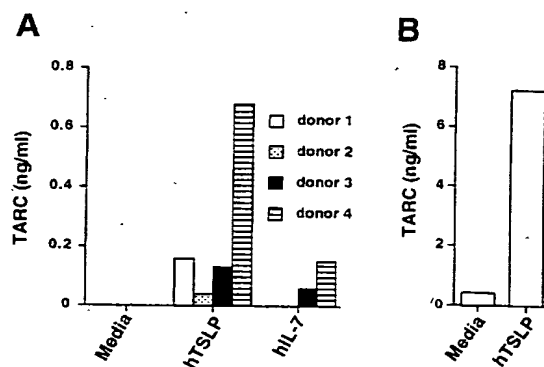 A
TARC (ng/ml)
0.8
0.6
0.4
0.2
0
donor 1
donor 2
donor 3
donor 4
Media
hTSLP
hIL-7
B
TARC (ng/ml)
8
6
4
2
0
Media
hTSLP